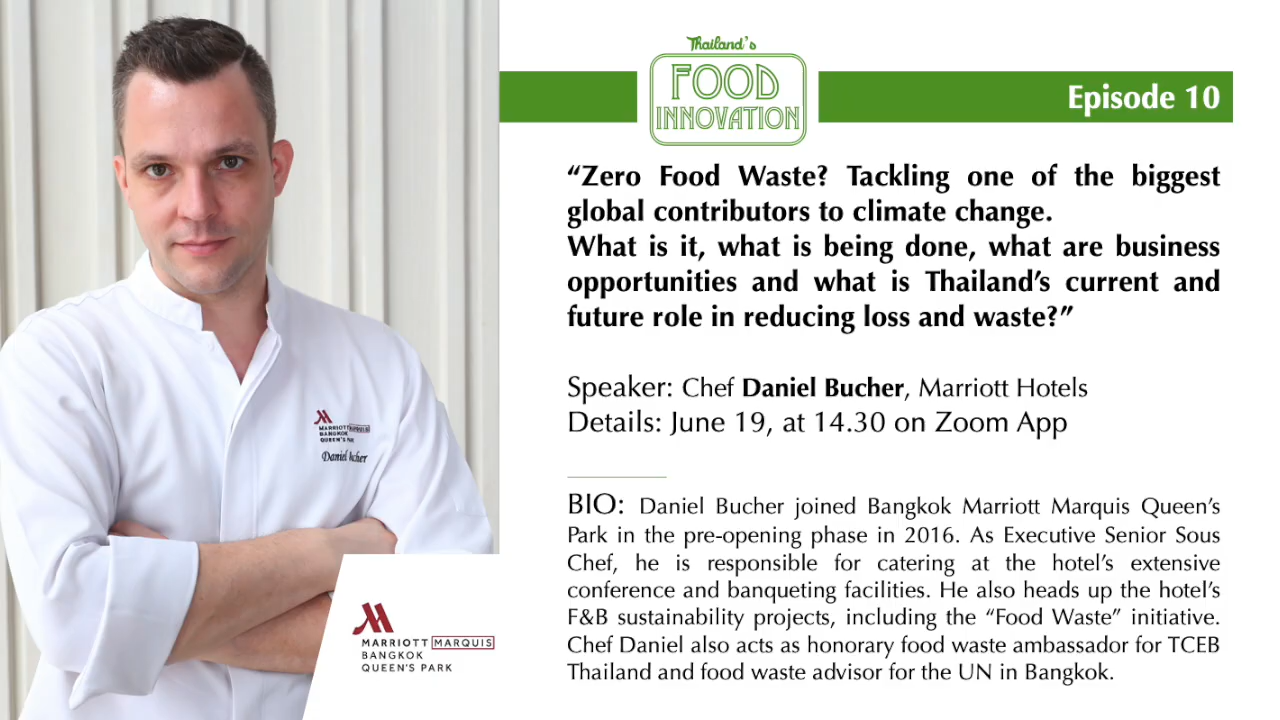 Thailand's
FOOD
INNOVATION
Episode 10
“Zero Food Waste? Tackling one of the biggest
global contributors to climate change.
What is it, what is being done, what are business
opportunities and what is Thailand’s current and
future role in reducing loss and waste?”
Speaker: Chef Daniel Bucher, Marriott Hotels
Details: June 19, at 14.30 on Zoom App
BIO: Daniel Bucher joined Bangkok Marriott Marquis Queen’s
Park in the pre-opening phase in 2016. As Executive Senior Sous
Chef, he is responsible for catering at the hotel’s extensive
conference and banqueting facilities. He also heads up the hotel’s
F&B sustainability projects, including the “Food Waste” initiative.
Chef Daniel also acts as honorary food waste ambassador for TCEB
Thailand and food waste advisor for the UN in Bangkok.
MARRIOTT MARQUIS
BANGKOK
QUEEN'S PARK
Daniel
MARRIOTT MARQUIS
BANGKOK
QUEEN'S PARK